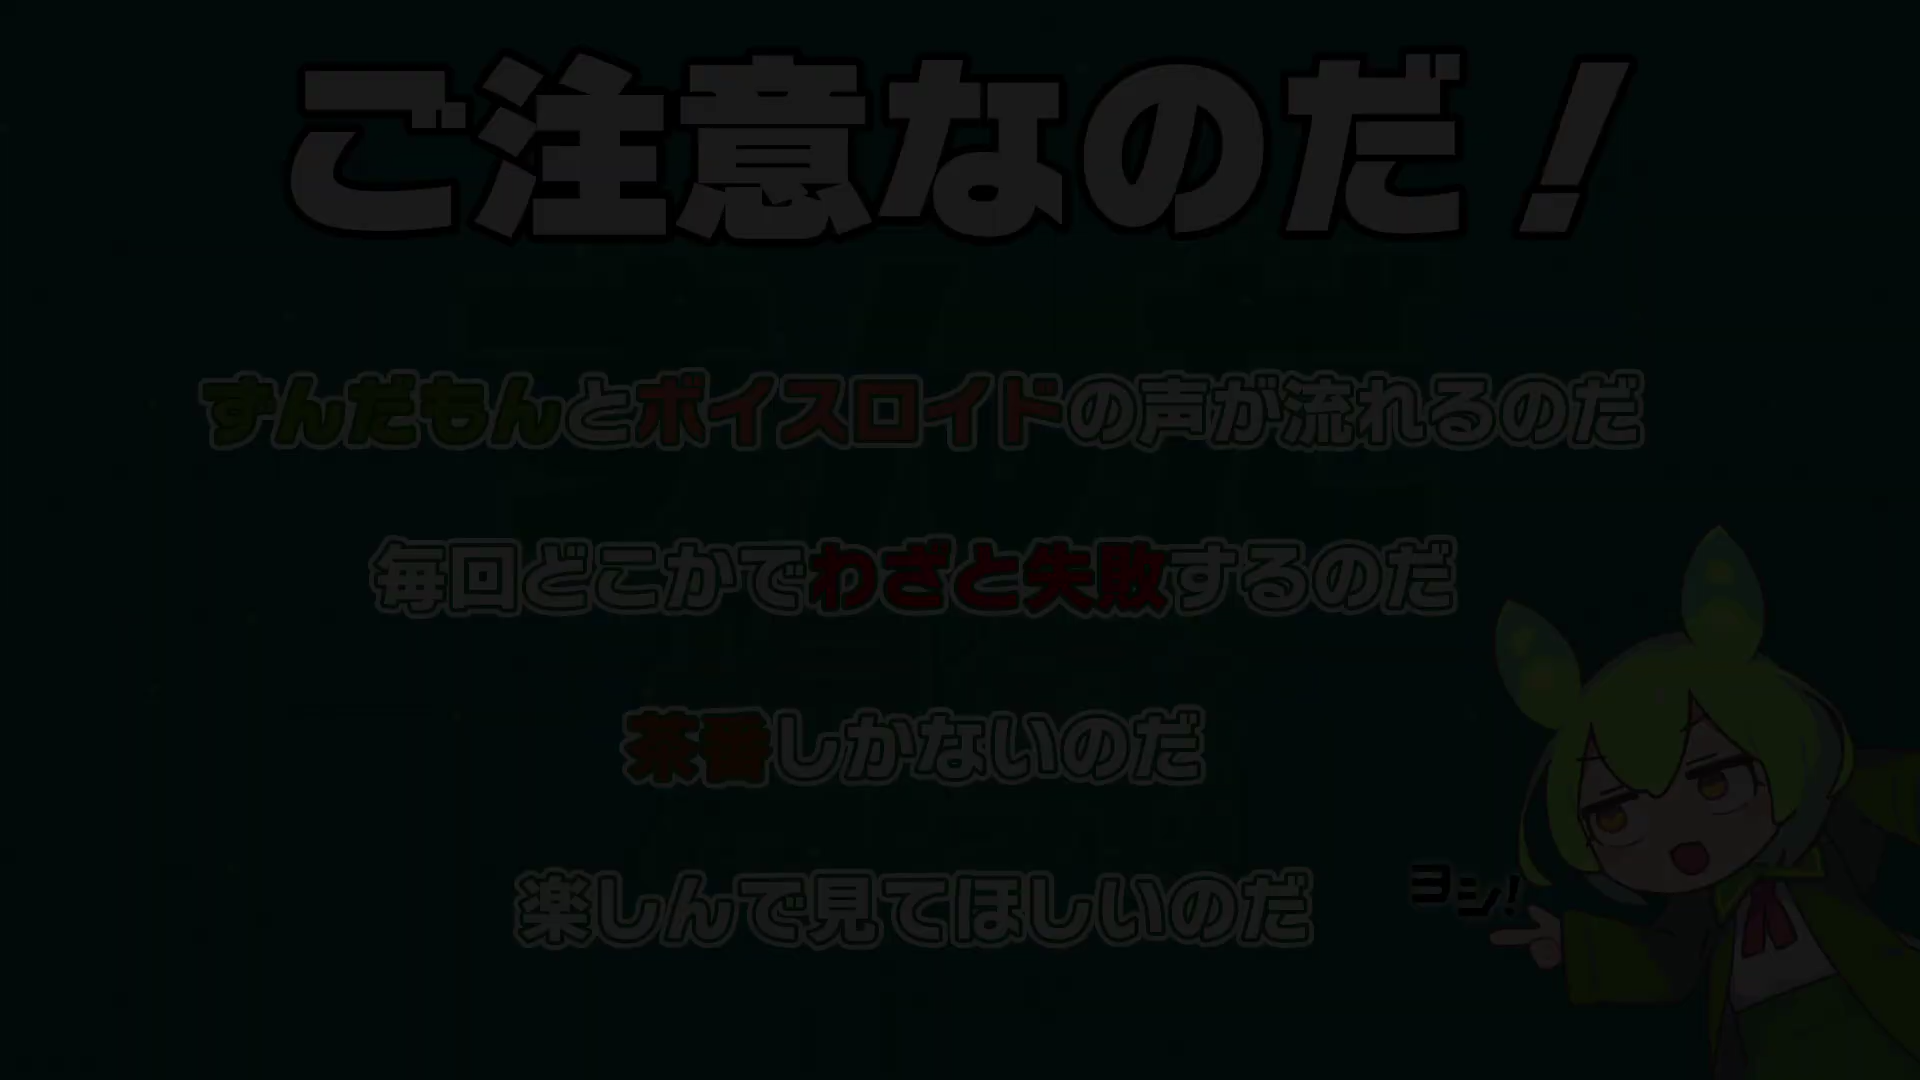 ご注意なのだ！
ずんだもんとボイスロイドの声が流れるのだ
毎回どこかでわざと失敗するのだ
茶番しかないのだ
楽しんで見てほしいのだ
ヨシ!